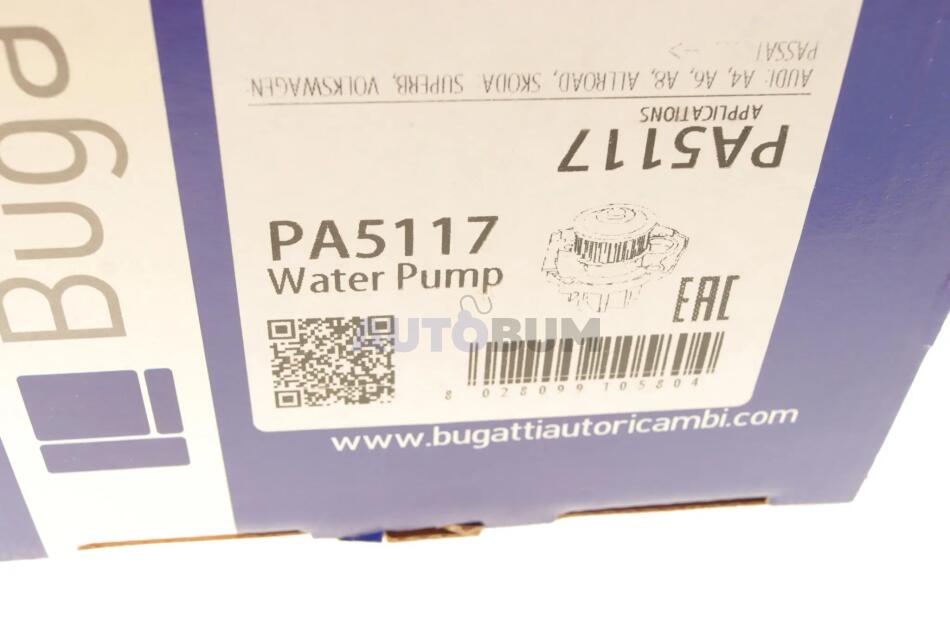 Buga
PASSAT
AUDI: A4, A6, A8, ALLROAD, SKODA: SUPERB, VOLKSWAGEN:
APPLICATIONS
PA5117
PA5117
Water Pump
EAC
AUTOBUM
8 028099 105804
www.bugattiautoricambi.com